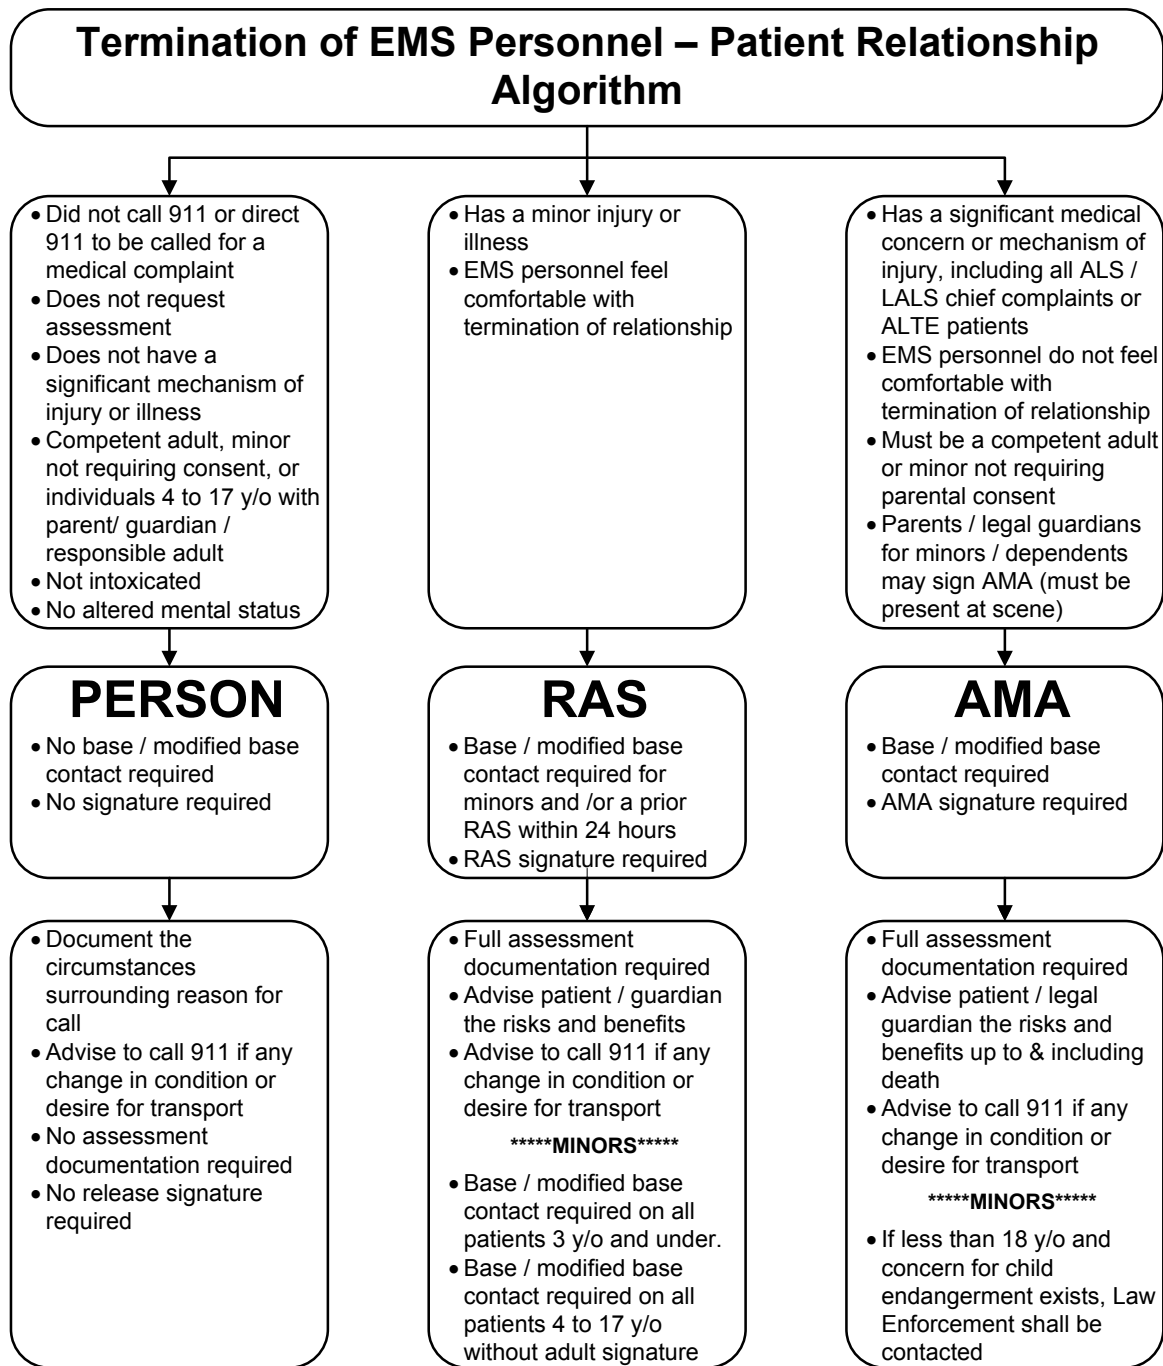 Termination of EMS Personnel – Patient Relationship
Algorithm
• Did not call 911 or direct
911 to be called for a
medical complaint
• Does not request
assessment
• Does not have a
significant mechanism of
injury or illness
• Competent adult, minor
not requiring consent, or
individuals 4 to 17 y/o with
parent/ guardian /
responsible adult
• Not intoxicated
• No altered mental status
• Has a minor injury or
illness
• EMS personnel feel
comfortable with
termination of relationship
• Has a significant medical
concern or mechanism of
injury, including all ALS /
LALS chief complaints or
ALTE patients
• EMS personnel do not feel
comfortable with
termination of relationship
• Must be a competent adult
or minor not requiring
parental consent
• Parents / legal guardians
for minors / dependents
may sign AMA (must be
present at scene)
PERSON
• No base / modified base
contact required
• No signature required
RAS
• Base / modified base
contact required for
minors and /or a prior
RAS within 24 hours
• RAS signature required
AMA
• Base / modified base
contact required
• AMA signature required
• Document the
circumstances
surrounding reason for
call
• Advise to call 911 if any
change in condition or
desire for transport
• No assessment
documentation required
• No release signature
required
• Full assessment
documentation required
• Advise patient / guardian
the risks and benefits
• Advise to call 911 if any
change in condition or
desire for transport
*****MINORS*****
• Base / modified base
contact required on all
patients 3 y/o and under.
• Base / modified base
contact required on all
patients 4 to 17 y/o
without adult signature
• Full assessment
documentation required
• Advise patient / legal
guardian the risks and
benefits up to & including
death
• Advise to call 911 if any
change in condition or
desire for transport
*****MINORS*****
• If less than 18 y/o and
concern for child
endangerment exists, Law
Enforcement shall be
contacted